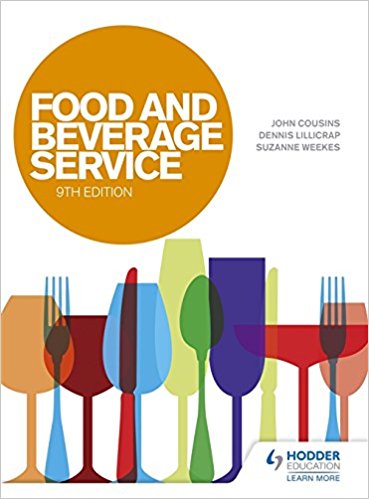 FOOD AND
BEVERAGE
SERVICE
9TH EDITION
JOHN COUSINS
DENNIS LILLICRAP
SUZANNE WEEKES
HODDER
EDUCATION
LEARN MORE